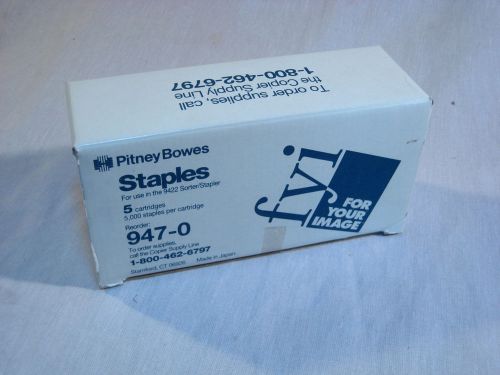 To order supplies, call
the Copier Supply Line
1-800-462-6797
Pitney Bowes
Staples
For use in the 9422 Sorter/Stapler
5 cartridges
5,000 staples per cartridge
Reorder:
947-0
To order supplies,
call the Copier Supply Line
1-800-462-6797
Stamford, CT 06926 Made in Japan
fyi
FOR
YOUR
IMAGE